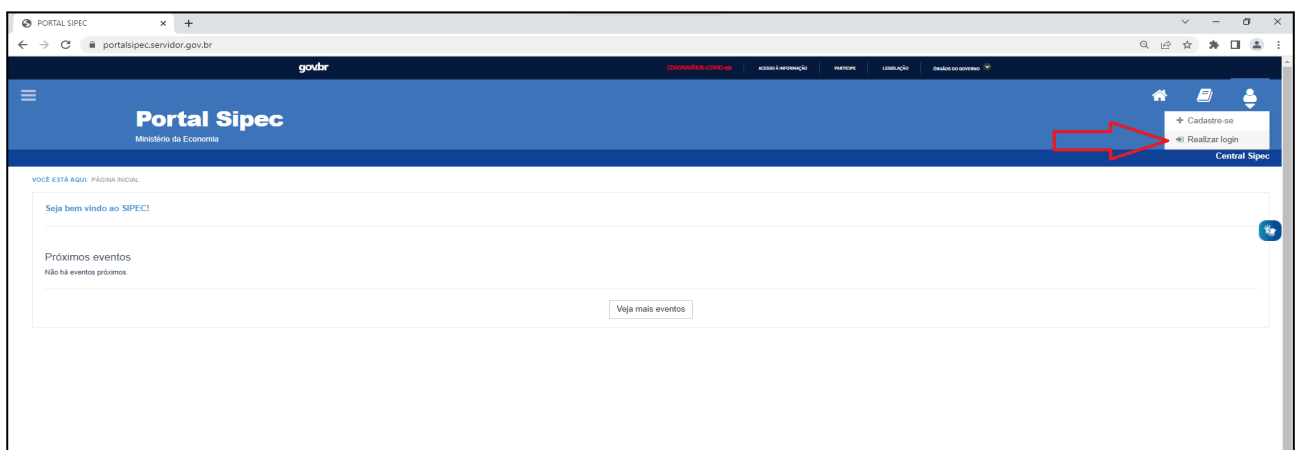 PORTAL SIPEC
portalsipec.servidor.gov.br
govbr
CORONAVÍRUS (COVID-19) ACESSO À INFORMAÇÃO PARTICIPE LEGISLAÇÃO ÓRGÃOS DO GOVERNO
Portal Sipec
Ministério da Economia
Cadastre-se
Realizar login
Central Sipec
VOCÊ ESTÁ AQUI: PÁGINA INICIAL
Seja bem vindo ao SIPEC!
Próximos eventos
Não há eventos próximos.
Veja mais eventos